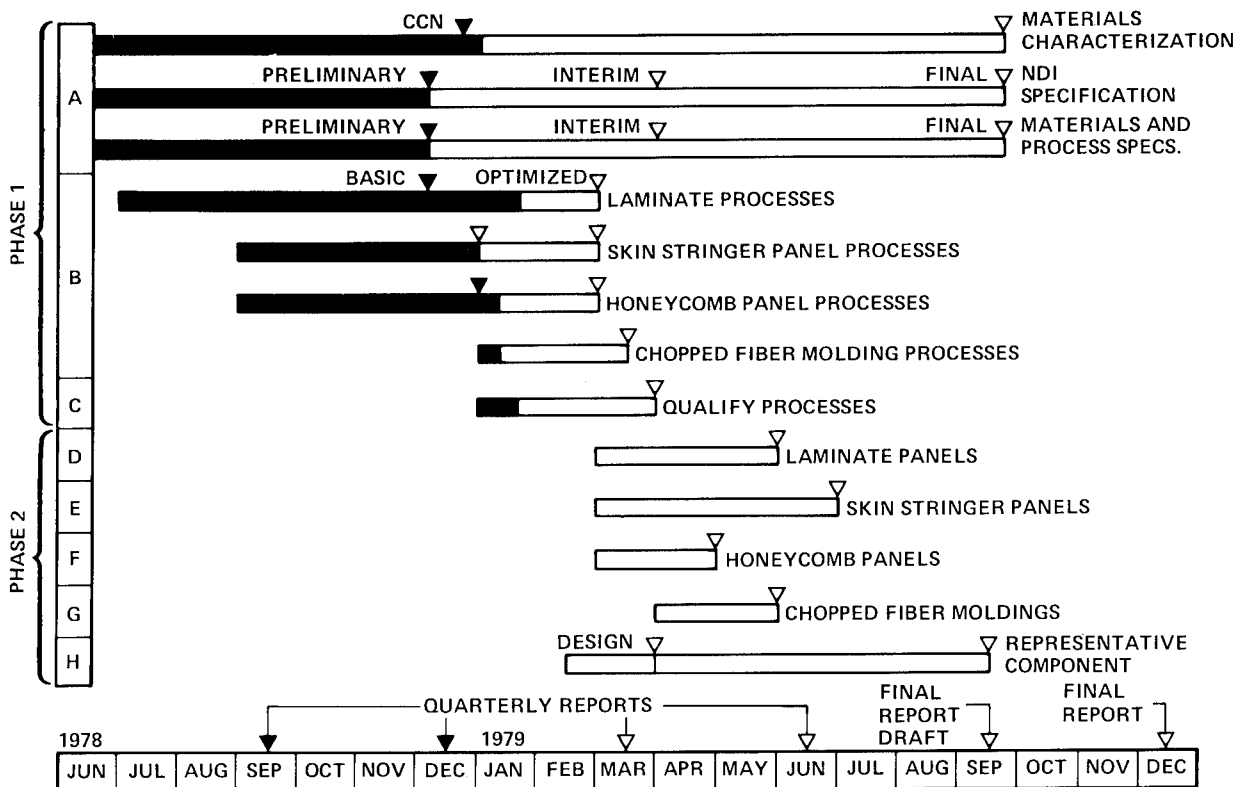 PHASE 1
PHASE 2
A
B
C
D
E
F
G
H
CCN
MATERIALS
CHARACTERIZATION
PRELIMINARY INTERIM FINAL NDI
SPECIFICATION
PRELIMINARY INTERIM FINAL MATERIALS AND
PROCESS SPECS.
BASIC OPTIMIZED
LAMINATE PROCESSES
SKIN STRINGER PANEL PROCESSES
HONEYCOMB PANEL PROCESSES
CHOPPED FIBER MOLDING PROCESSES
QUALIFY PROCESSES
LAMINATE PANELS
SKIN STRINGER PANELS
HONEYCOMB PANELS
CHOPPED FIBER MOLDINGS
DESIGN
REPRESENTATIVE
COMPONENT
QUARTERLY REPORTS
FINAL
REPORT
DRAFT
FINAL
REPORT
1978 1979
JUN JUL AUG SEP OCT NOV DEC JAN FEB MAR APR MAY JUN JUL AUG SEP OCT NOV DEC